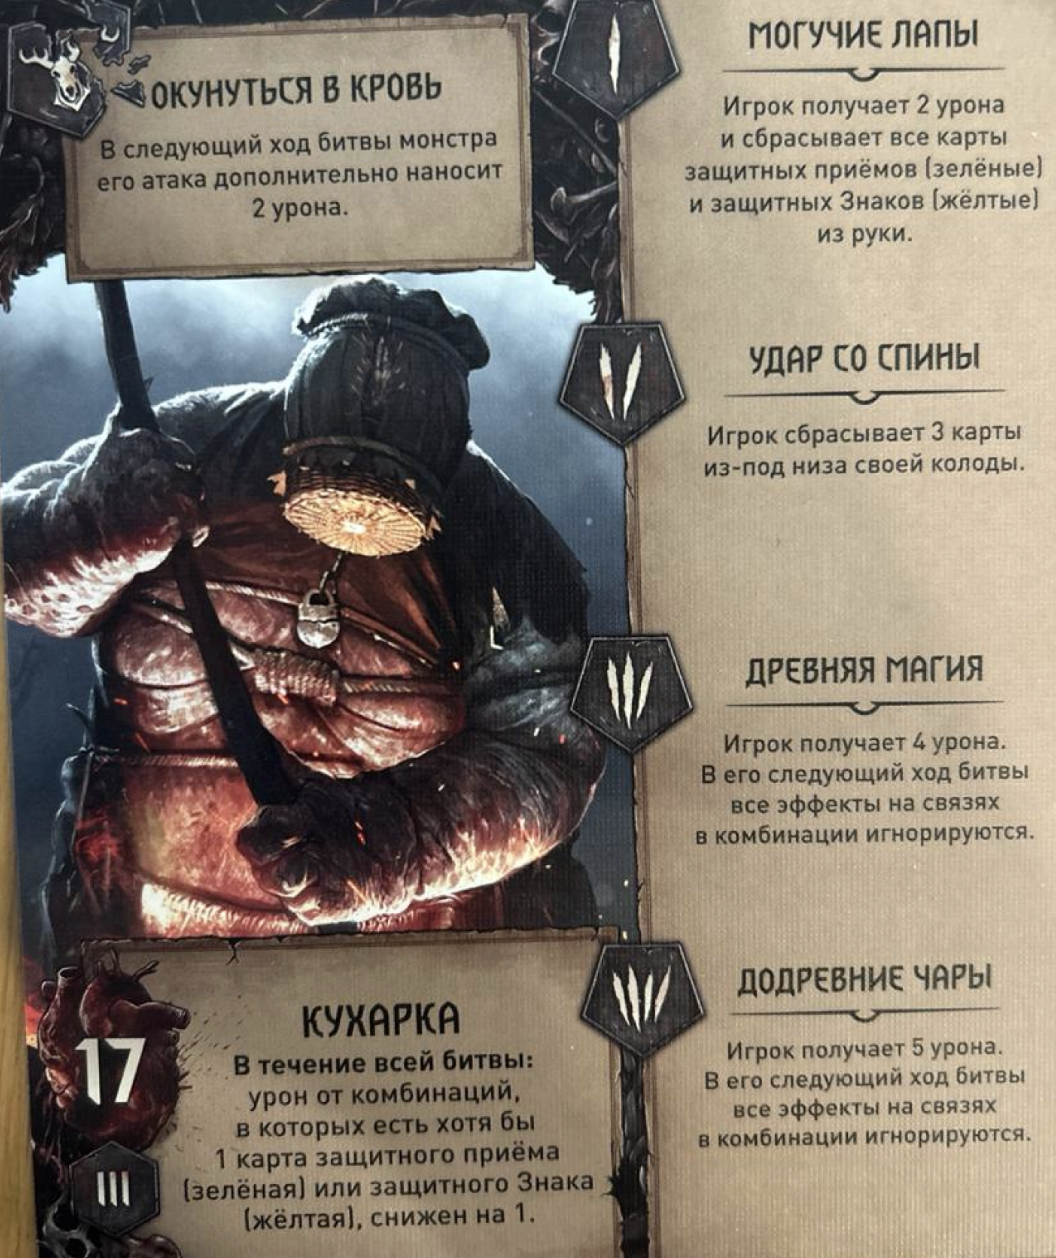 ОКУНУТЬСЯ В КРОВЬ
В следующий ход битвы монстра
его атака дополнительно наносит
2 урона.
МОГУЧИЕ ЛАПЫ
Игрок получает 2 урона
и сбрасывает все карты
защитных приёмов (зелёные)
и защитных Знаков (жёлтые)
из руки.
УДАР СО СПИНЫ
Игрок сбрасывает 3 карты
из-под низа своей колоды.
ДРЕВНЯЯ МАГИЯ
Игрок получает 4 урона.
В его следующий ход битвы
все эффекты на связях
в комбинации игнорируются.
ДОДРЕВНИЕ ЧАРЫ
Игрок получает 5 урона.
В его следующий ход битвы
все эффекты на связях
в комбинации игнорируются.
17
III
КУХАРКА
В течение всей битвы:
урон от комбинаций,
в которых есть хотя бы
1 карта защитного приёма
(зелёная) или защитного Знака
(жёлтая), снижен на 1.